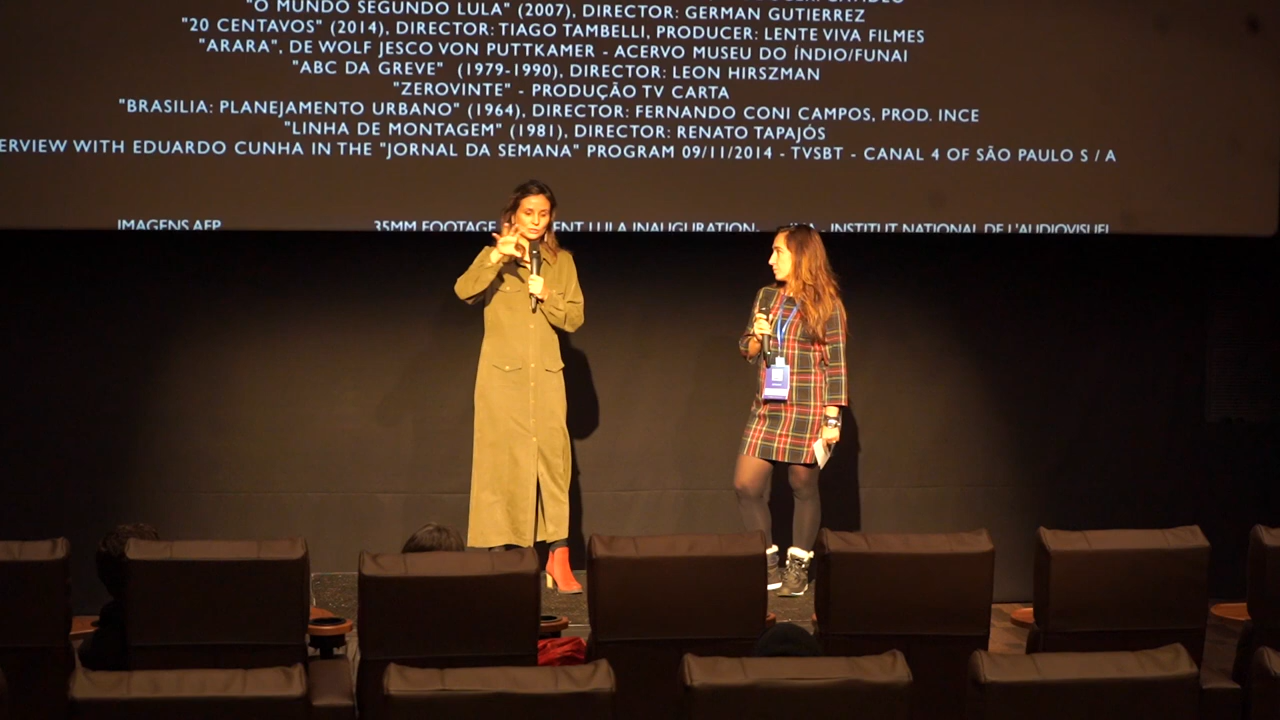 "O MUNDO SEGUNDO LULA" (2007), DIRECTOR: GERMAN GUTIERREZ
"20 CENTAVOS" (2014), DIRECTOR: TIAGO TAMBELLI, PRODUCER: LENTE VIVA FILMES
"ARARA", DE WOLF JESCO VON PUTTKAMER - ACERVO MUSEU DO ÍNDIO/FUNAI
"ABC DA GREVE" (1979-1990), DIRECTOR: LEON HIRSZMAN
"ZEROVINTE" - PRODUÇÃO TV CARTA
"BRASILIA: PLANEJAMENTO URBANO" (1964), DIRECTOR: FERNANDO CONI CAMPOS, PROD. INCE
"LINHA DE MONTAGEM" (1981), DIRECTOR: RENATO TAPAJÓS
ERVIEW WITH EDUARDO CUNHA IN THE "JORNAL DA SEMANA" PROGRAM 09/11/2014 - TVSBT - CANAL 4 OF SÃO PAULO S / A
IMAGENS AFP 35MM FOOTAGE ENT LULA INAUGURATION. - INSTITUT NATIONAL DE L'AUDIOVISUEL